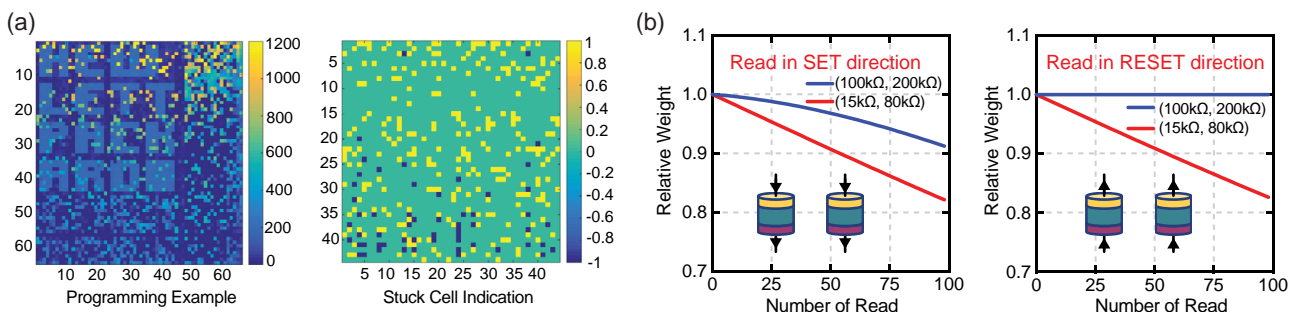 (a)
10
20
30
40
50
60
10 20 30 40 50 60
Programming Example
1200
1000
800
600
400
200
0
5
10
15
20
25
30
35
40
5 10 15 20 25 30 35 40
Stuck Cell Indication
1
0.8
0.6
0.4
0.2
0
-0.2
-0.4
-0.6
-0.8
-1
(b)
Relative Weight
1.1
1.0
0.9
0.8
0.7
Read in SET direction
(100kΩ, 200kΩ)
(15kΩ, 80kΩ)
0 25 50 75 100
Number of Read
Relative Weight
1.1
1.0
0.9
0.8
0.7
Read in RESET direction
(100kΩ, 200kΩ)
(15kΩ, 80kΩ)
0 25 50 75 100
Number of Read